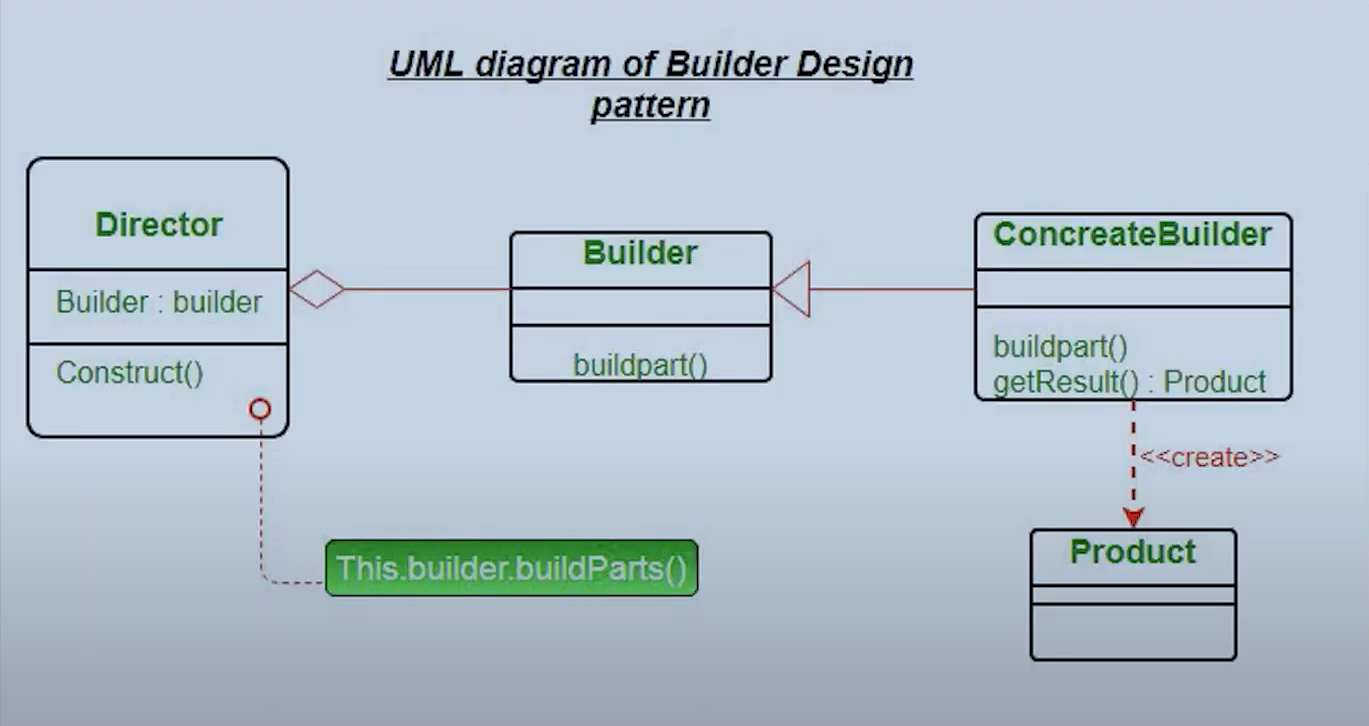 UML diagram of Builder Design
pattern
Director
Builder : builder
Construct()
This.builder.buildParts()
Builder
buildpart()
ConcreateBuilder
buildpart()
getResult() : Product
<<create>>
Product